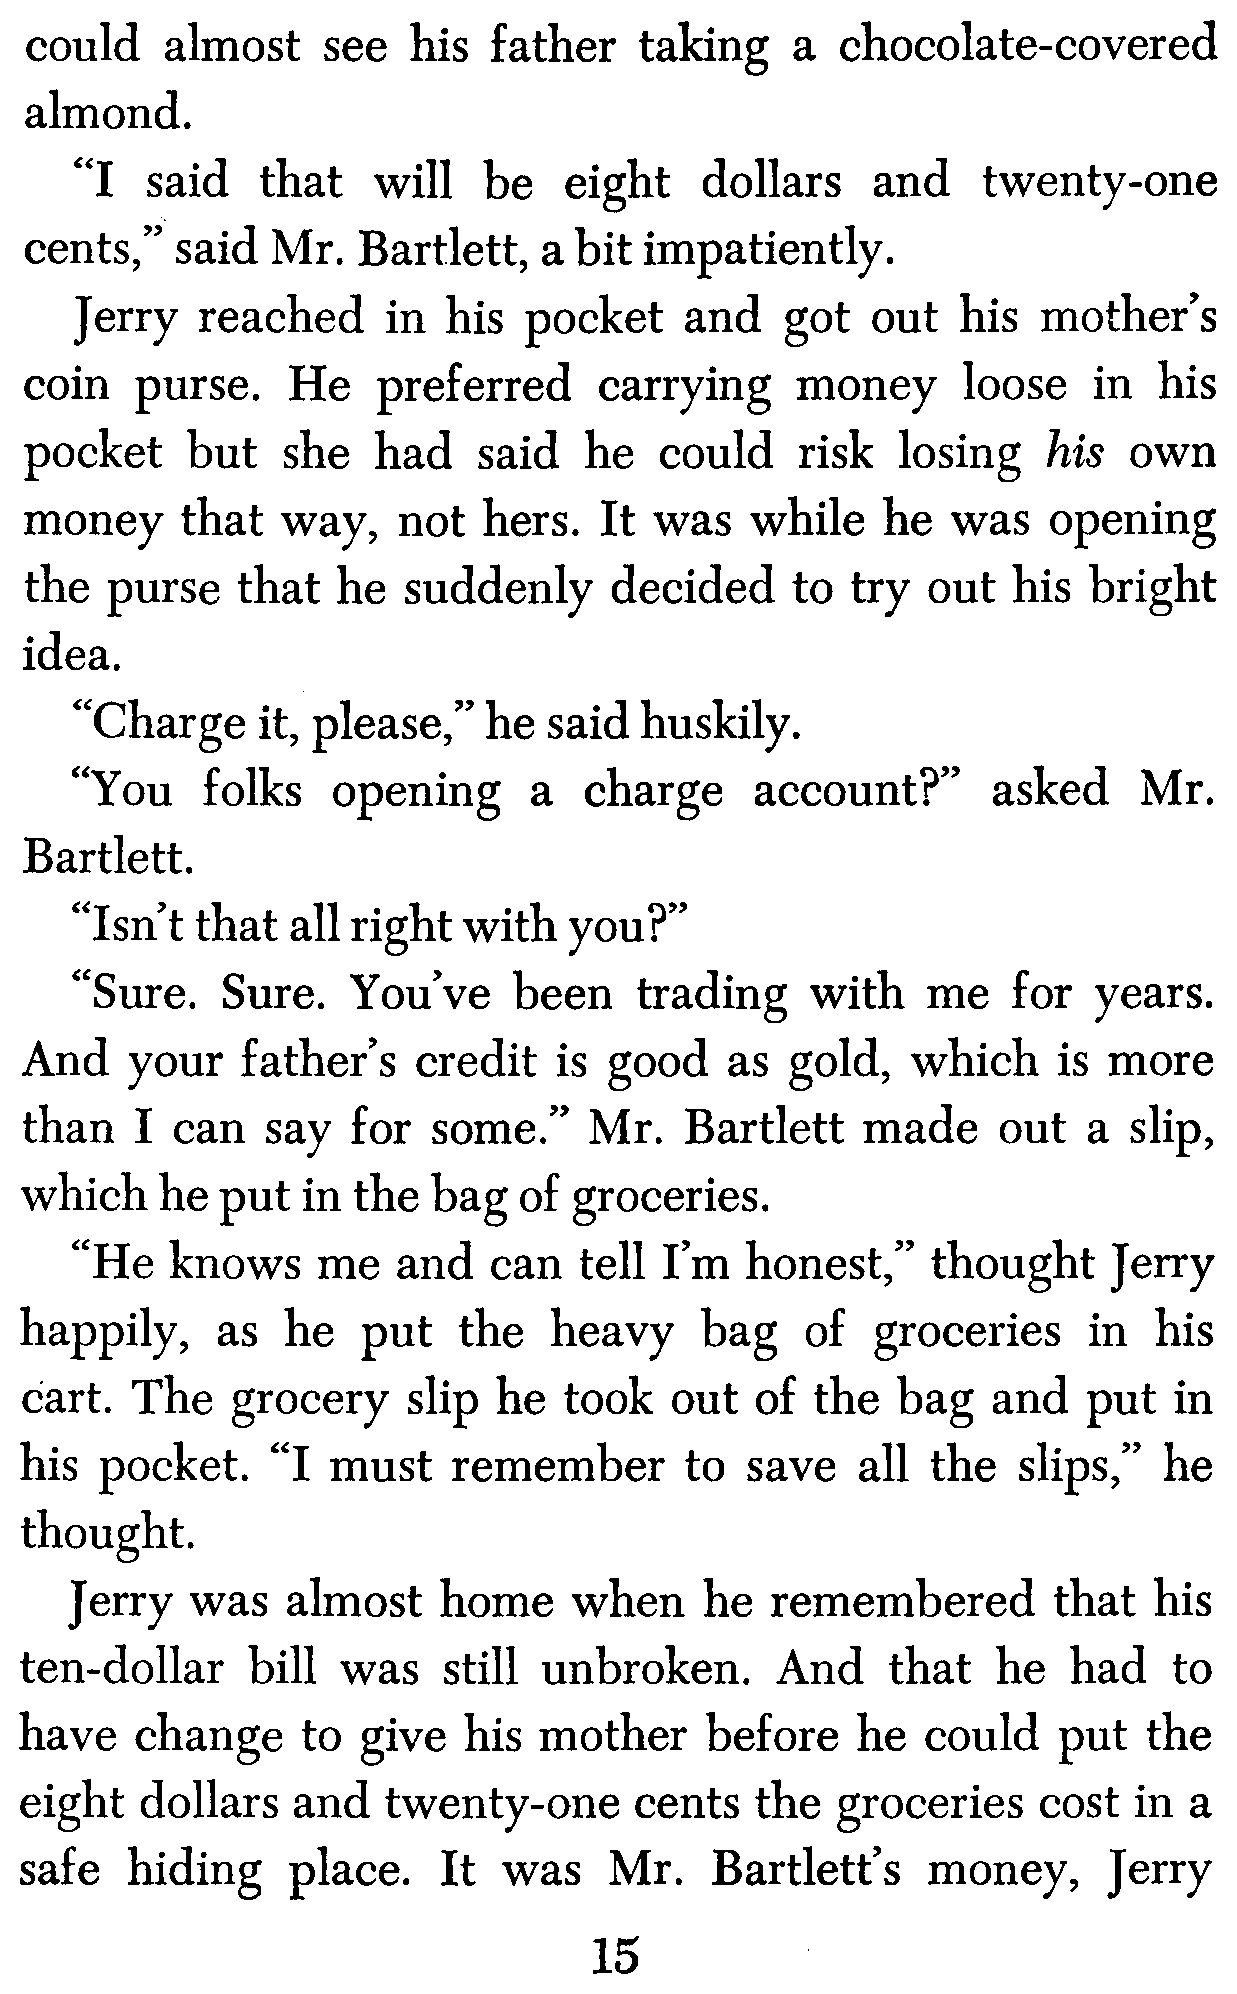 could almost see his father taking a chocolate-covered
almond.
“I said that will be eight dollars and twenty-one
cents,” said Mr. Bartlett, a bit impatiently.
Jerry reached in his pocket and got out his mother’s
coin purse. He preferred carrying money loose in his
pocket but she had said he could risk losing his own
money that way, not hers. It was while he was opening
the purse that he suddenly decided to try out his bright
idea.
“Charge it, please,” he said huskily.
“You folks opening a charge account?” asked Mr.
Bartlett.
“Isn’t that all right with you?”
“Sure. Sure. You’ve been trading with me for years.
And your father’s credit is good as gold, which is more
than I can say for some.” Mr. Bartlett made out a slip,
which he put in the bag of groceries.
“He knows me and can tell I’m honest,” thought Jerry
happily, as he put the heavy bag of groceries in his
cart. The grocery slip he took out of the bag and put in
his pocket. “I must remember to save all the slips,” he
thought.
Jerry was almost home when he remembered that his
ten-dollar bill was still unbroken. And that he had to
have change to give his mother before he could put the
eight dollars and twenty-one cents the groceries cost in a
safe hiding place. It was Mr. Bartlett’s money, Jerry
15